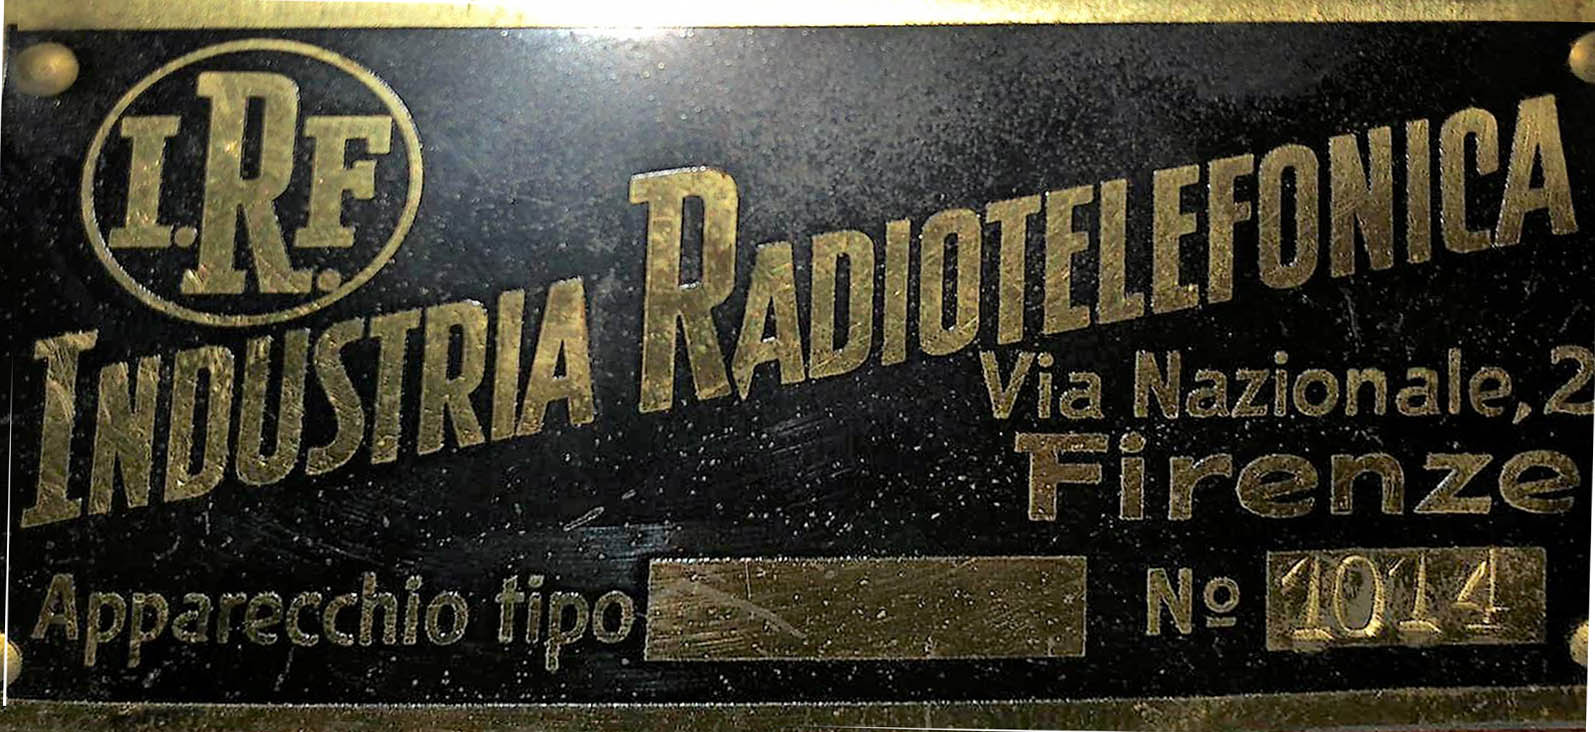 I.R.F.
INDUSTRIA RADIOTELEFONICA
Via Nazionale, 2
Firenze
Apparecchio tipo Nº 1014